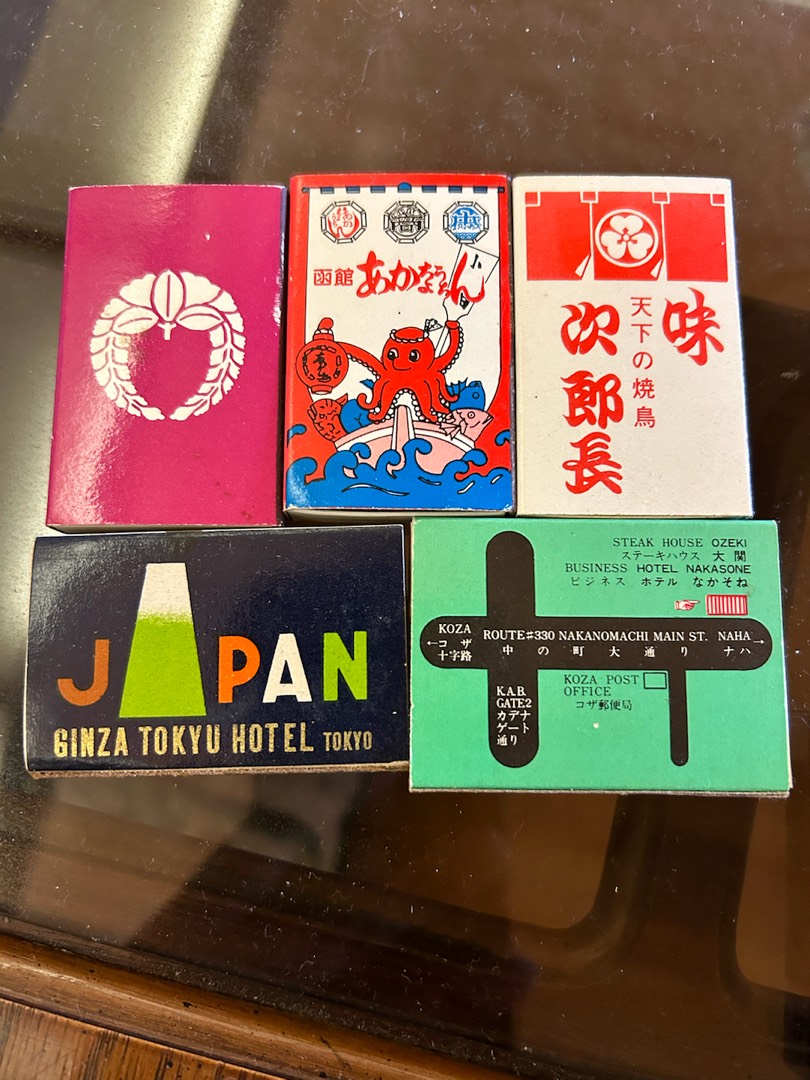 函館
あかちょうちん
味
天下の焼鳥
次郎長
JAPAN
GINZA TOKYU HOTEL TOKYO
STEAK HOUSE OZEKI
ステーキハウス 大関
BUSINESS HOTEL NAKASONE
ビジネス ホテル なかそね
KOZA
←コザ
十字路
ROUTE#330 NAKANOMACHI MAIN ST.
中の町大通り
NAHA→
ナハ
KOZA POST
OFFICE
コザ郵便局
K.A.B.
GATE2
カデナ
ゲート
通り